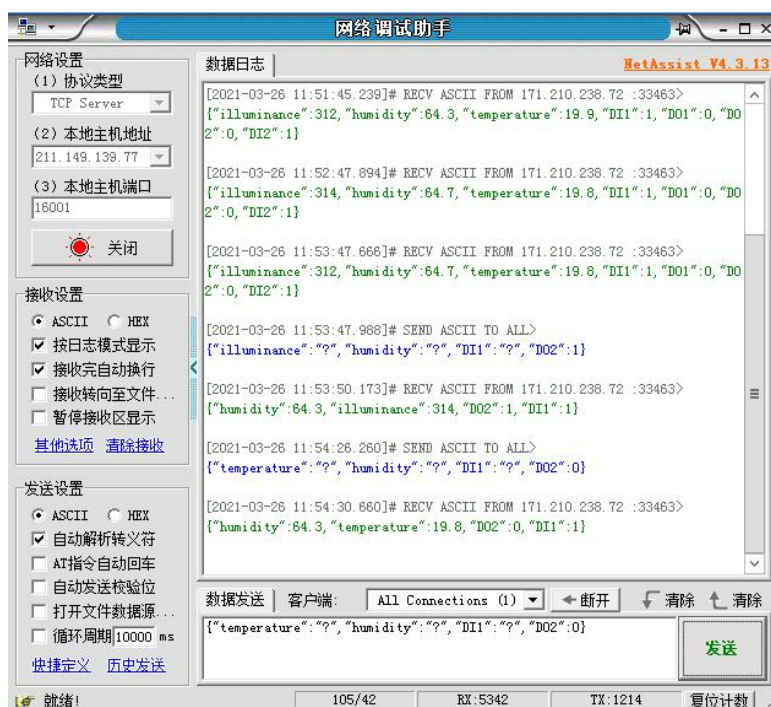 网络调试助手
网络设置
(1) 协议类型
TCP Server
(2) 本地主机地址
211.149.139.77
(3) 本地主机端口
16001
关闭
接收设置
ASCII HEX
按日志模式显示
接收完自动换行
接收转向至文件...
暂停接收区显示
其他选项 清除接收
发送设置
ASCII HEX
自动解析转义符
AT指令自动回车
自动发送校验位
打开文件数据源...
循环周期 10000 ms
快捷定义 历史发送
数据日志 NetAssist V4.3.13
[2021-03-26 11:51:45.239]# RECV ASCII FROM 171.210.238.72 :33463>
{"illuminance":312,"humidity":64.3,"temperature":19.9,"DI1":1,"DO1":0,"DO
2":0,"DI2":1}
[2021-03-26 11:52:47.894]# RECV ASCII FROM 171.210.238.72 :33463>
{"illuminance":314,"humidity":64.7,"temperature":19.8,"DI1":1,"DO1":0,"DO
2":0,"DI2":1}
[2021-03-26 11:53:47.666]# RECV ASCII FROM 171.210.238.72 :33463>
{"illuminance":312,"humidity":64.7,"temperature":19.8,"DI1":1,"DO1":0,"DO
2":0,"DI2":1}
[2021-03-26 11:53:47.988]# SEND ASCII TO ALL>
{"illuminance":"?","humidity":"?","DI1":"?","DO2":1}
[2021-03-26 11:53:50.173]# RECV ASCII FROM 171.210.238.72 :33463>
{"humidity":64.3,"illuminance":314,"DO2":1,"DI1":1}
[2021-03-26 11:54:26.260]# SEND ASCII TO ALL>
{"temperature":"?","humidity":"?","DI1":"?","DO2":0}
[2021-03-26 11:54:30.660]# RECV ASCII FROM 171.210.238.72 :33463>
{"humidity":64.3,"temperature":19.8,"DO2":0,"DI1":1}
数据发送 客户端: All Connections (1) 断开 清除 清除
{"temperature":"?","humidity":"?","DI1":"?","DO2":0}
发送
就绪! 105/42 RX:5342 TX:1214 复位计数